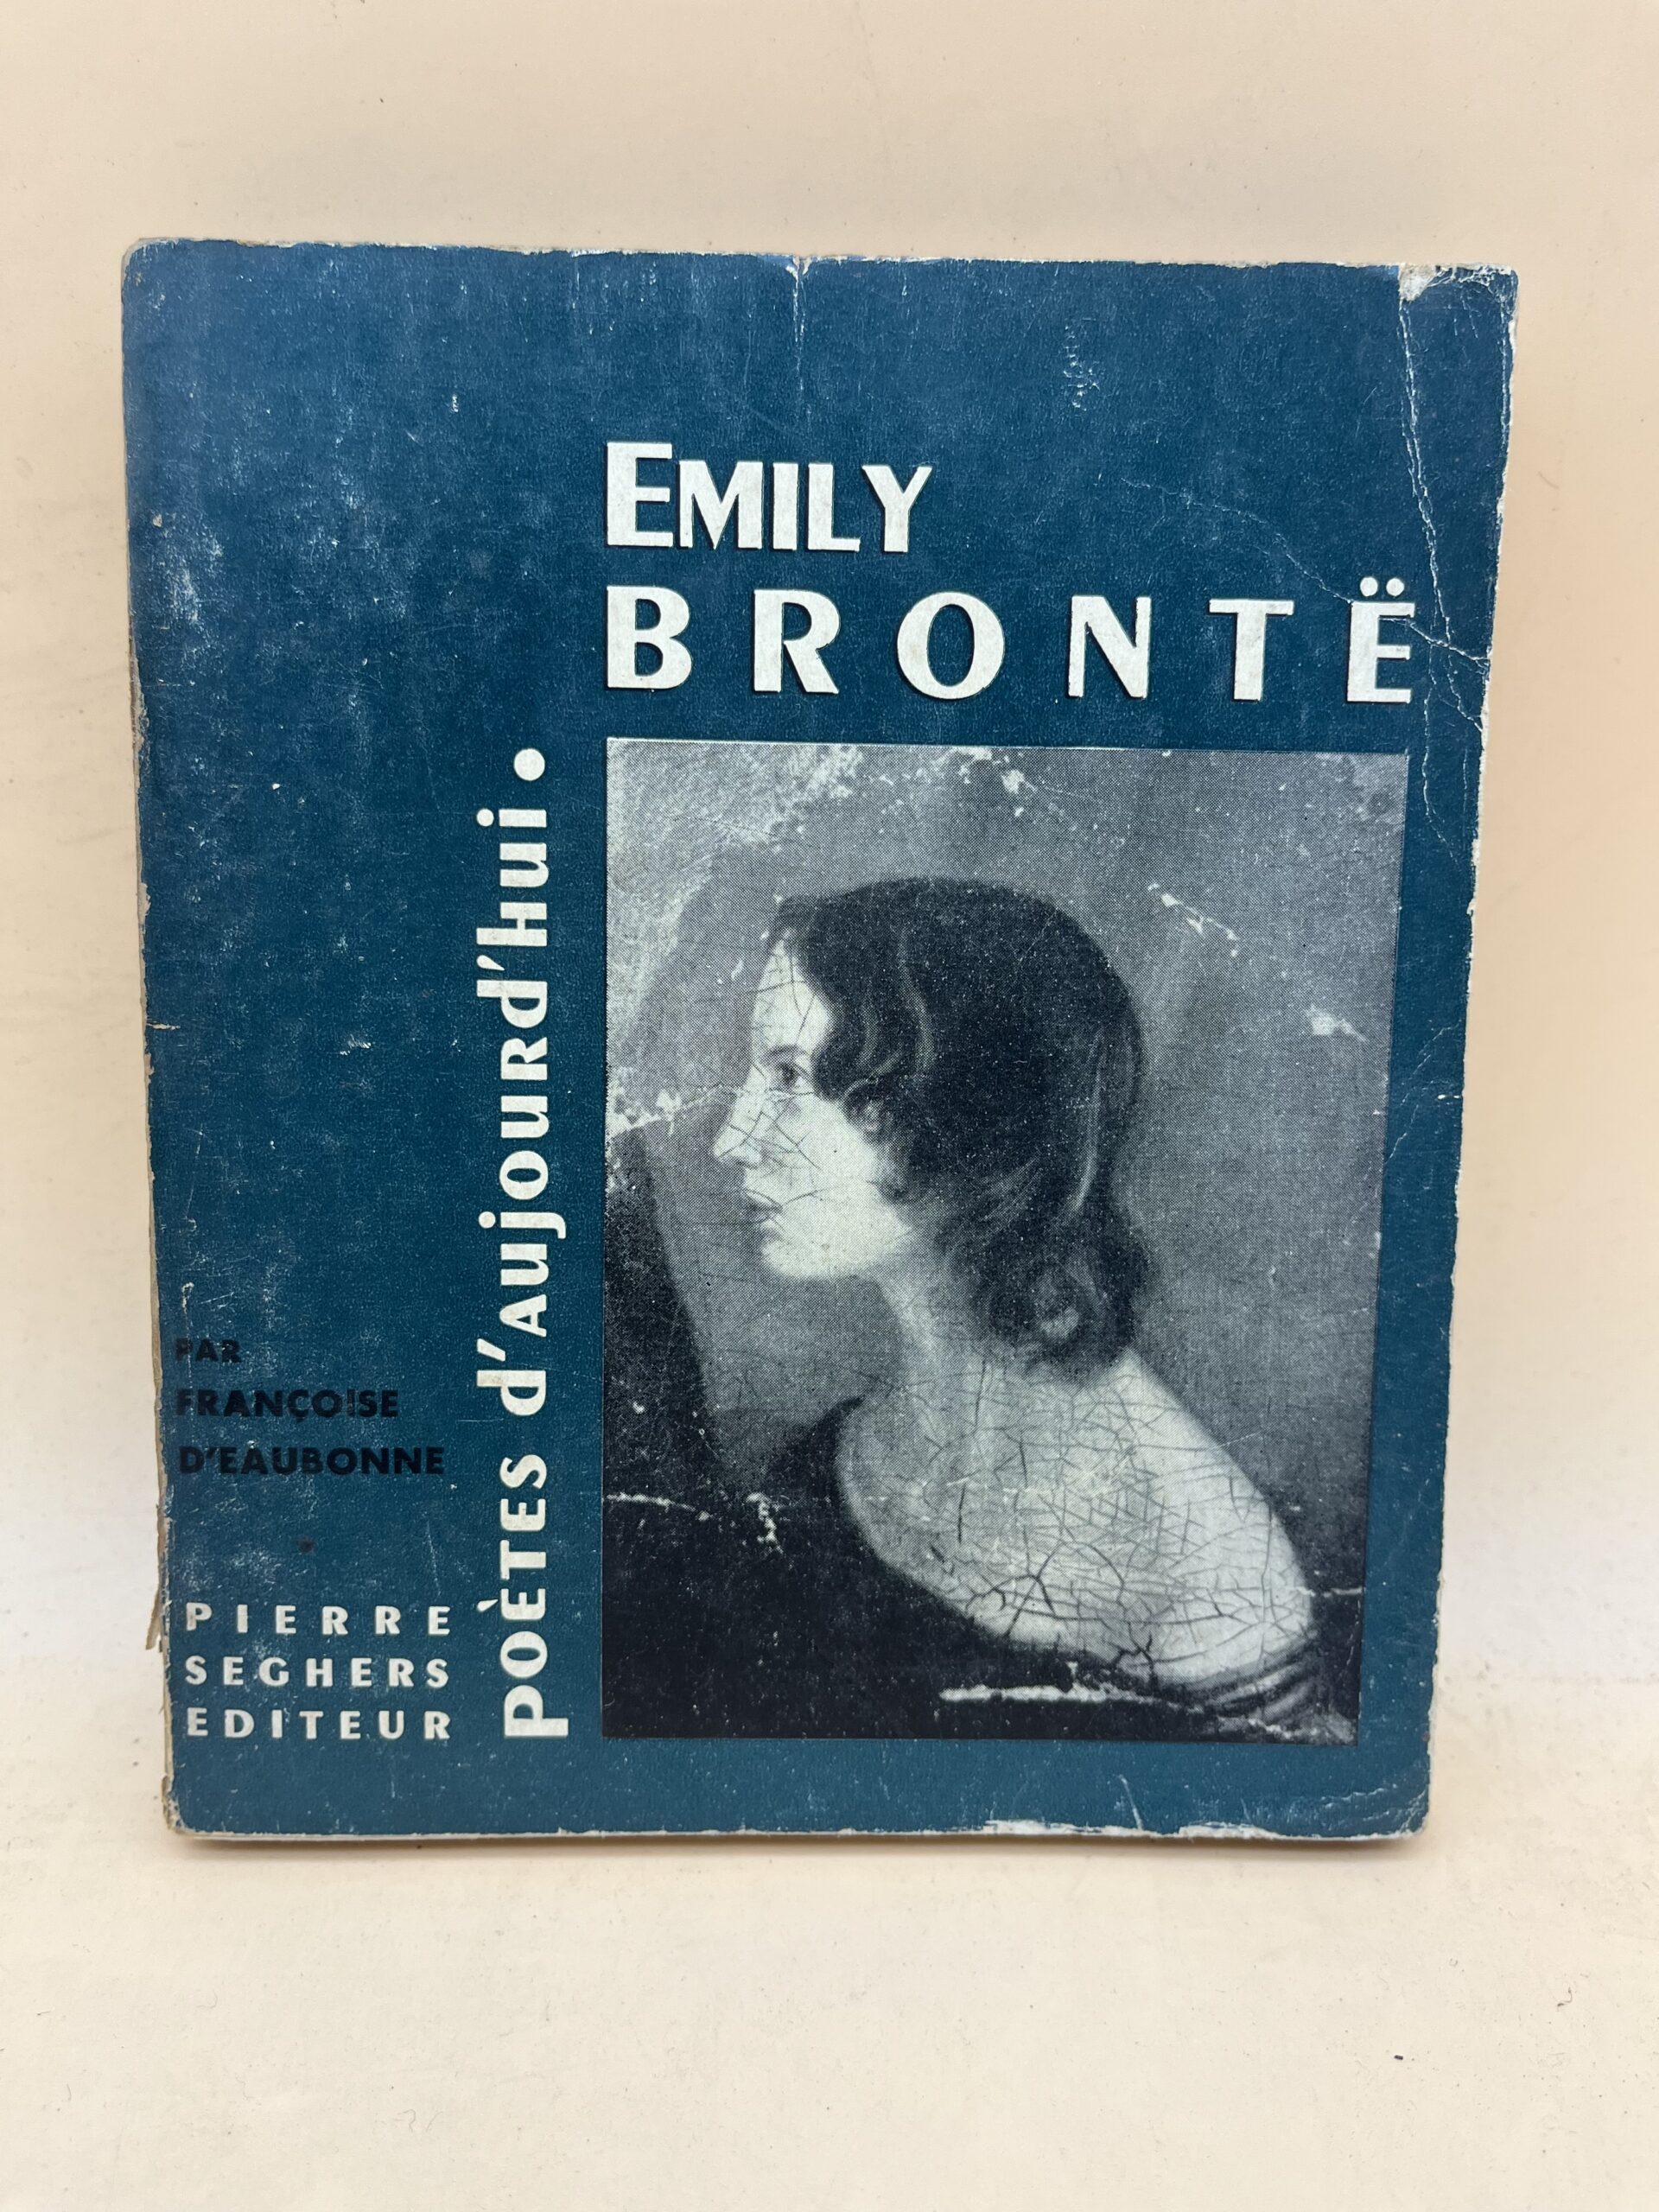 EMILY
BRONTË
POÈTES d'AUJOURd'HUI.
PAR
FRANÇOISE
D'EAUBONNE
PIERRE
SEGHERS
EDITEUR